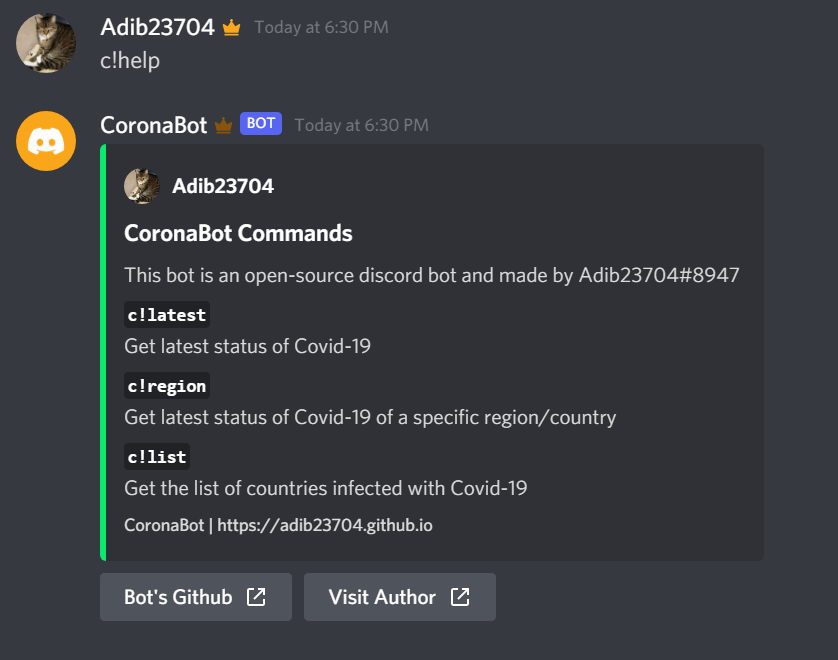 Adib23704 Today at 6:30 PM
c!help
CoronaBot BOT Today at 6:30 PM
Adib23704
CoronaBot Commands
This bot is an open-source discord bot and made by Adib23704#8947
c!latest
Get latest status of Covid-19
c!region
Get latest status of Covid-19 of a specific region/country
c!list
Get the list of countries infected with Covid-19
CoronaBot | https://adib23704.github.io
Bot's Github Visit Author